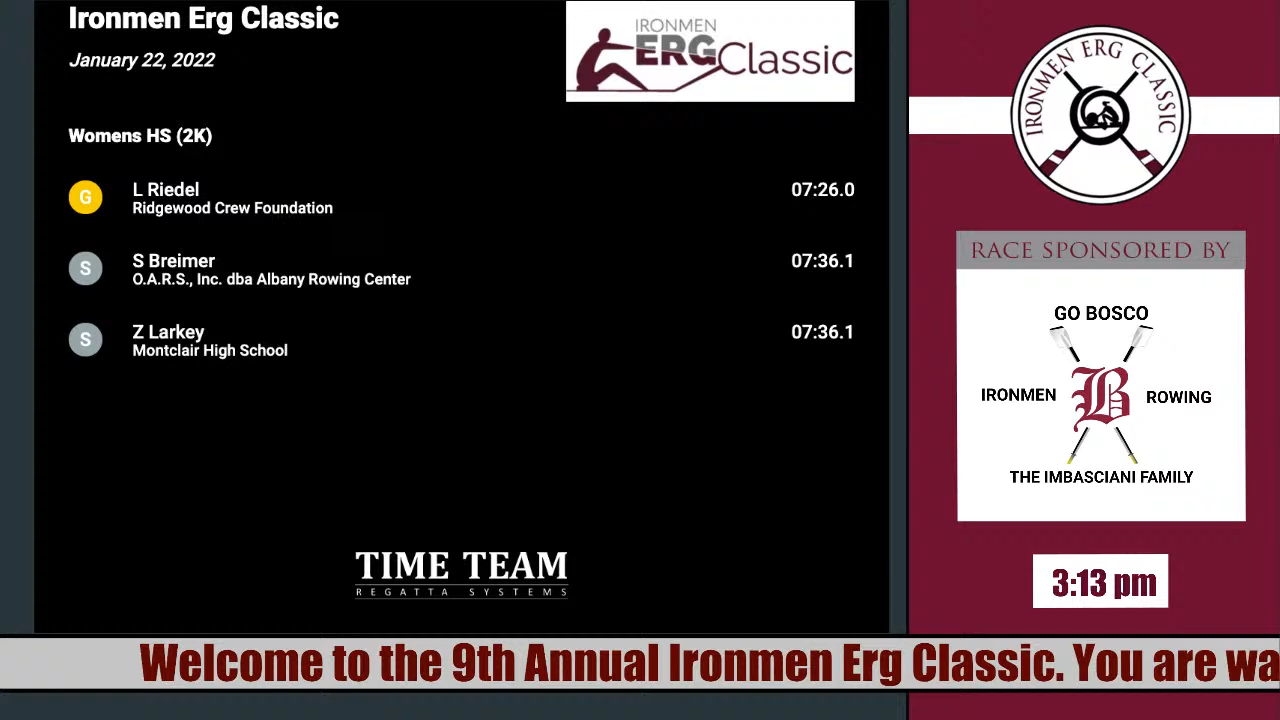 Ironmen Erg Classic
January 22, 2022
IRONMEN
ERG Classic
Womens HS (2K)
G
L Riedel
07:26.0
Ridgewood Crew Foundation
S
S Breimer
07:36.1
O.A.R.S., Inc. dba Albany Rowing Center
S
Z Larkey
07:36.1
Montclair High School
TIME TEAM
REGATTA SYSTEMS
IRONMEN ERG CLASSIC
RACE SPONSORED BY
GO BOSCO
IRONMEN B ROWING
THE IMBASCIANI FAMILY
3:13 pm
Welcome to the 9th Annual Ironmen Erg Classic. You are wa